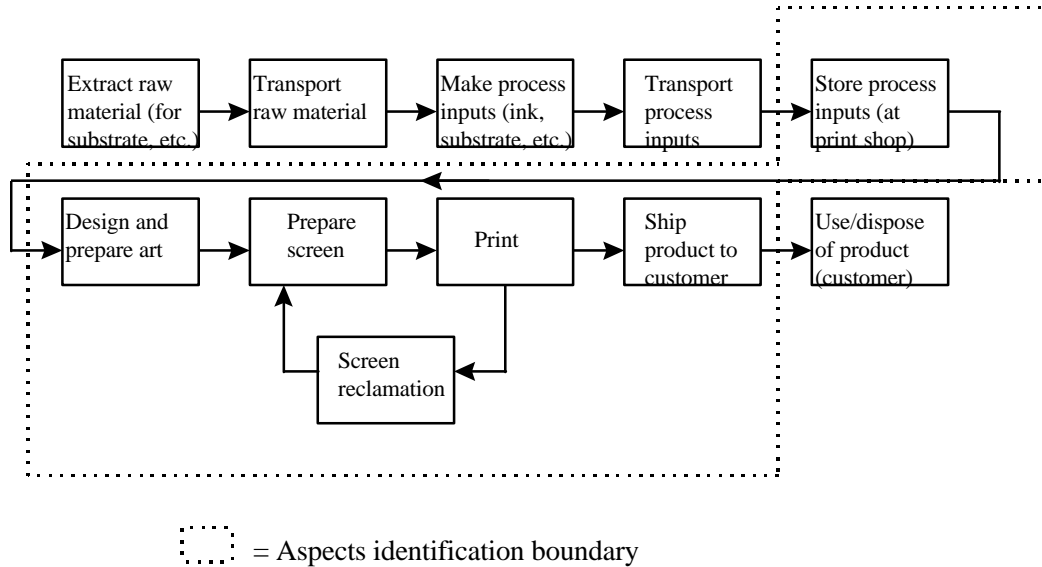 Extract raw
material (for
substrate, etc.)
Transport
raw material
Make process
inputs (ink,
substrate, etc.)
Transport
process
inputs
Store process
inputs (at
print shop)
Design and
prepare art
Prepare
screen
Print
Ship
product to
customer
Use/dispose
of product
(customer)
Screen
reclamation
= Aspects identification boundary